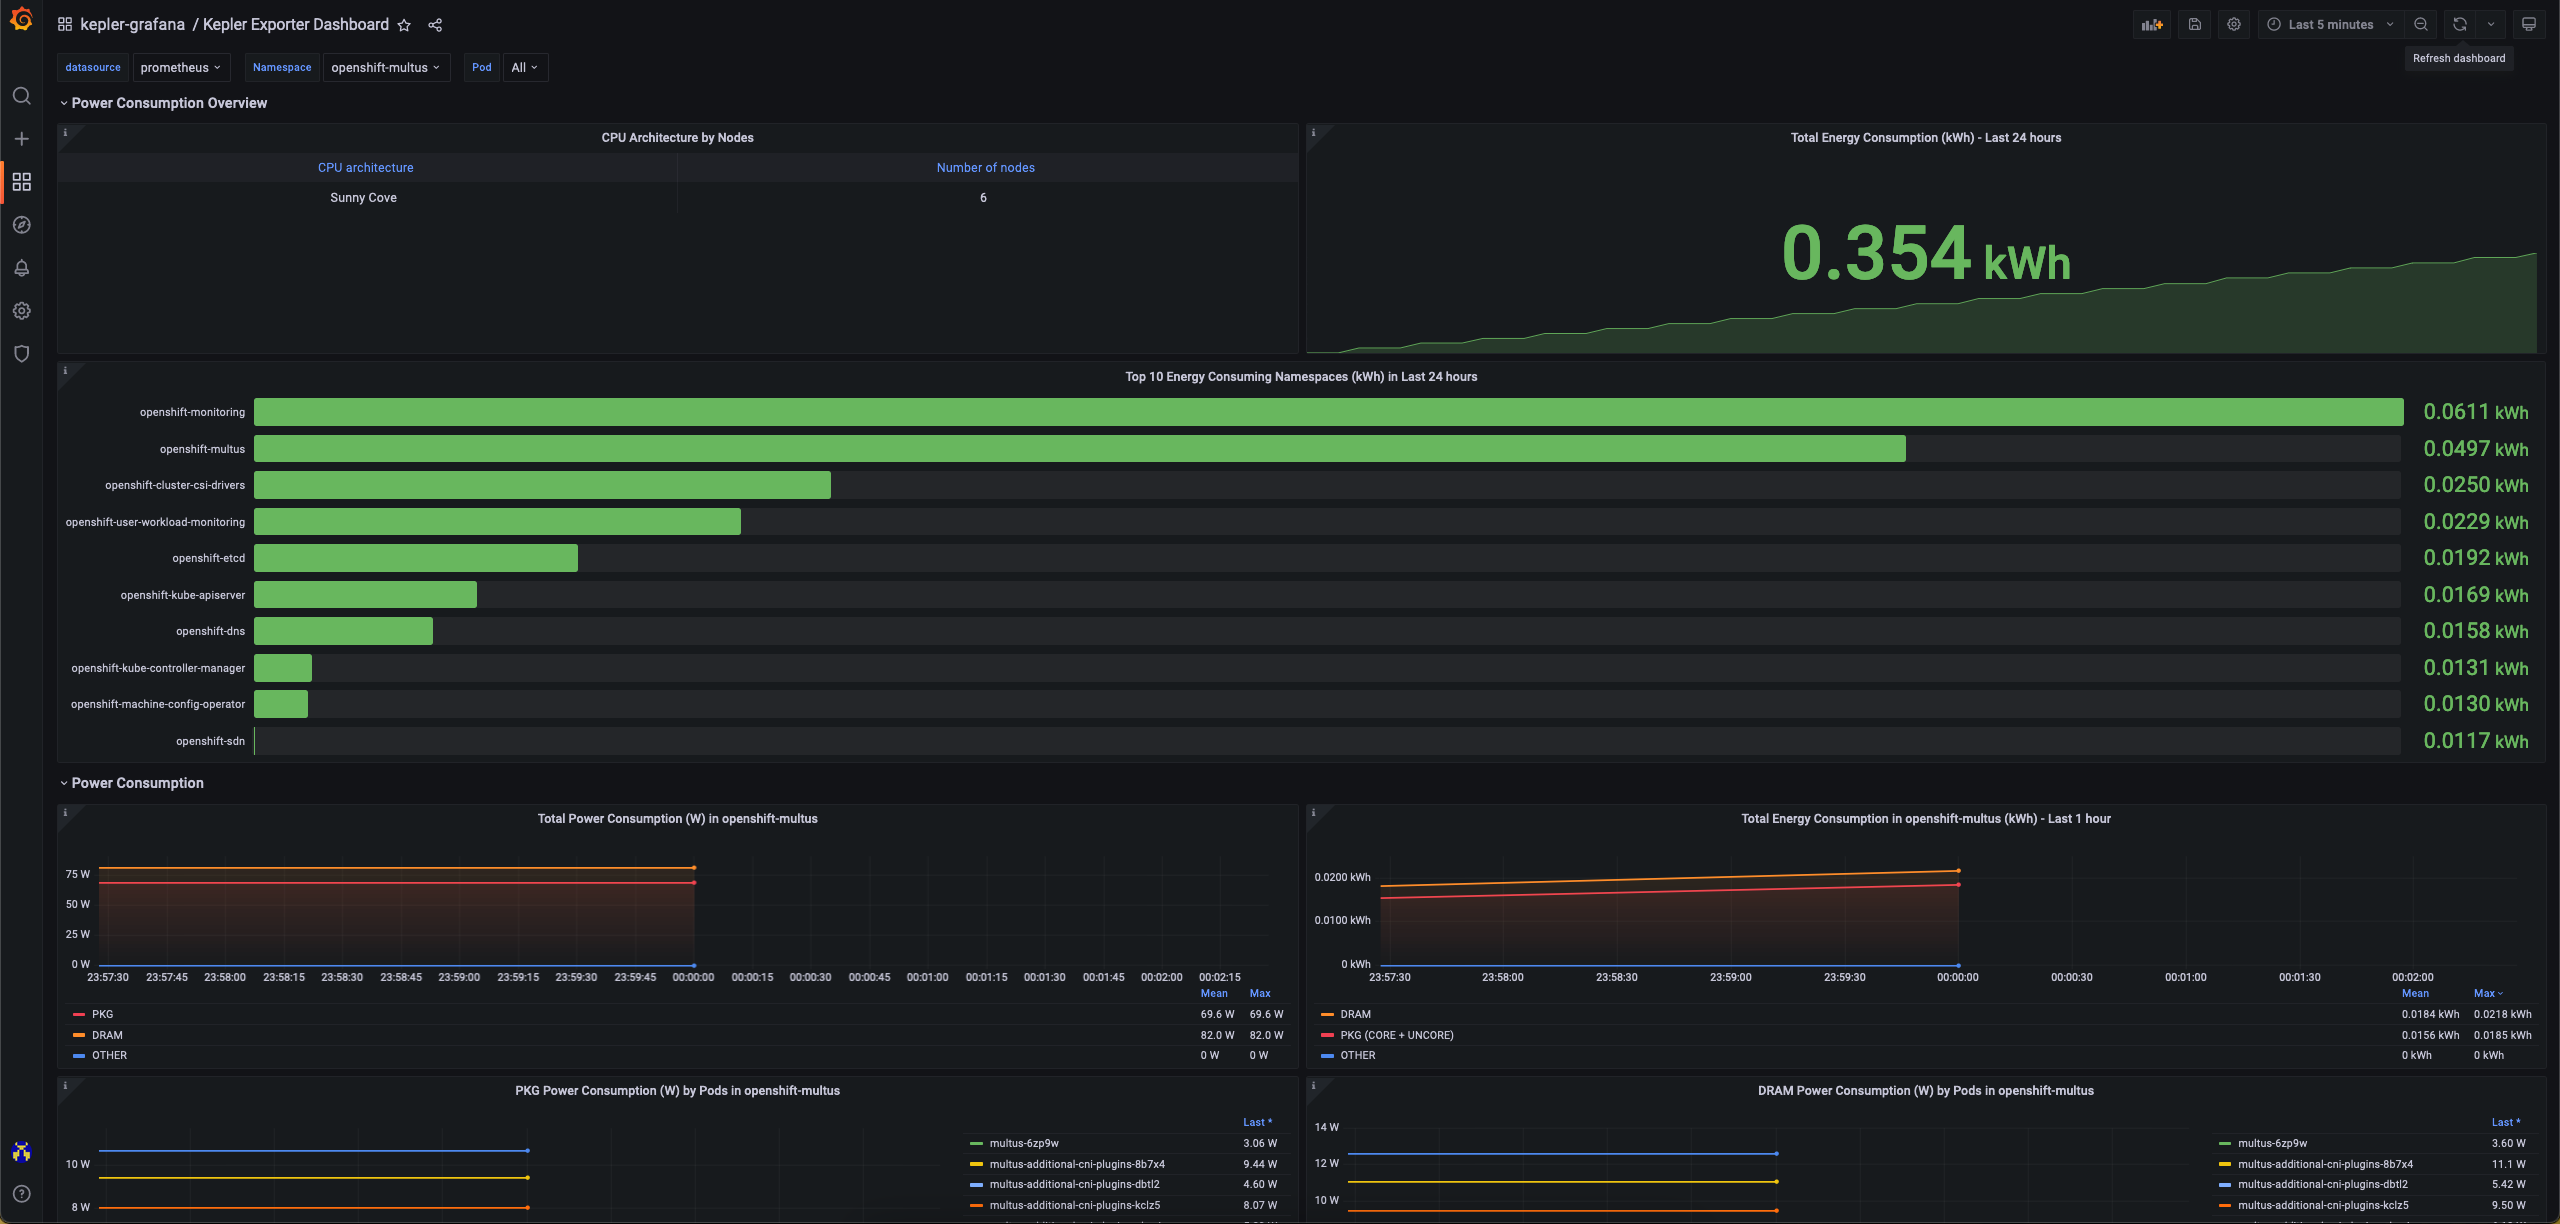 kepler-grafana / Kepler Exporter Dashboard
Last 5 minutes
Refresh dashboard
datasource prometheus Namespace openshift-multus Pod All
Power Consumption Overview
CPU Architecture by Nodes
CPU architecture Number of nodes
Sunny Cove 6
Total Energy Consumption (kWh) - Last 24 hours
0.354 kWh
Top 10 Energy Consuming Namespaces (kWh) in Last 24 hours
openshift-monitoring 0.0611 kWh
openshift-multus 0.0497 kWh
openshift-cluster-csi-drivers 0.0250 kWh
openshift-user-workload-monitoring 0.0229 kWh
openshift-etcd 0.0192 kWh
openshift-kube-apiserver 0.0169 kWh
openshift-dns 0.0158 kWh
openshift-kube-controller-manager 0.0131 kWh
openshift-machine-config-operator 0.0130 kWh
openshift-sdn 0.0117 kWh
Power Consumption
Total Power Consumption (W) in openshift-multus
75 W
50 W
25 W
0 W
23:57:30 23:57:45 23:58:00 23:58:15 23:58:30 23:58:45 23:59:00 23:59:15 23:59:30 23:59:45 00:00:00 00:00:15 00:00:30 00:00:45 00:01:00 00:01:15 00:01:30 00:01:45 00:02:00 00:02:15
Mean Max
PKG 69.6 W 69.6 W
DRAM 82.0 W 82.0 W
OTHER 0 W 0 W
Total Energy Consumption in openshift-multus (kWh) - Last 1 hour
0.0200 kWh
0.0100 kWh
0 kWh
23:57:30 23:58:00 23:58:30 23:59:00 23:59:30 00:00:00 00:00:30 00:01:00 00:01:30 00:02:00
Mean Max
DRAM 0.0184 kWh 0.0218 kWh
PKG (CORE + UNCORE) 0.0156 kWh 0.0185 kWh
OTHER 0 kWh 0 kWh
PKG Power Consumption (W) by Pods in openshift-multus
10 W
8 W
Last *
multus-6zp9w 3.06 W
multus-additional-cni-plugins-8b7x4 9.44 W
multus-additional-cni-plugins-dbtl2 4.60 W
multus-additional-cni-plugins-kclz5 8.07 W
DRAM Power Consumption (W) by Pods in openshift-multus
14 W
12 W
10 W
Last *
multus-6zp9w 3.60 W
multus-additional-cni-plugins-8b7x4 11.1 W
multus-additional-cni-plugins-dbtl2 5.42 W
multus-additional-cni-plugins-kclz5 9.50 W